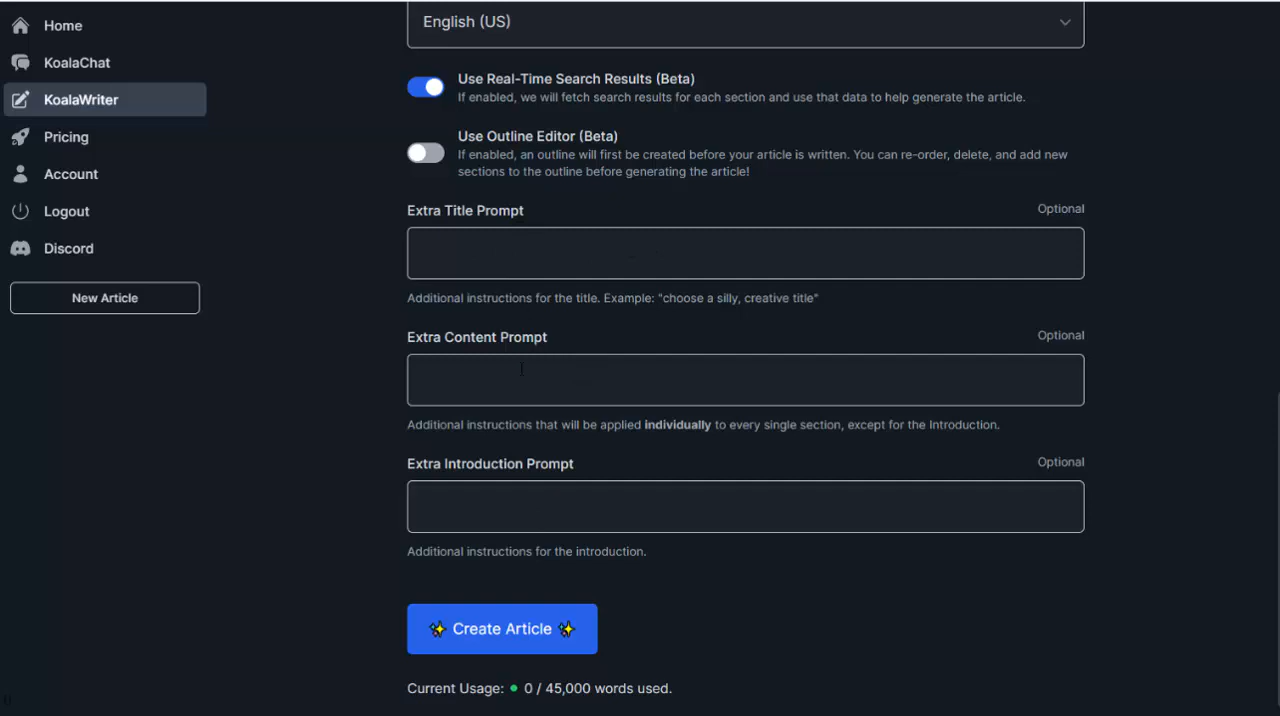 Home
KoalaChat
KoalaWriter
Pricing
Account
Logout
Discord
New Article
English (US)
Use Real-Time Search Results (Beta)
If enabled, we will fetch search results for each section and use that data to help generate the article.
Use Outline Editor (Beta)
If enabled, an outline will first be created before your article is written. You can re-order, delete, and add new
sections to the outline before generating the article!
Extra Title Prompt Optional
Additional instructions for the title. Example: "choose a silly, creative title"
Extra Content Prompt Optional
Additional instructions that will be applied individually to every single section, except for the Introduction.
Extra Introduction Prompt Optional
Additional instructions for the introduction.
✨ Create Article ✨
Current Usage: 0 / 45,000 words used.